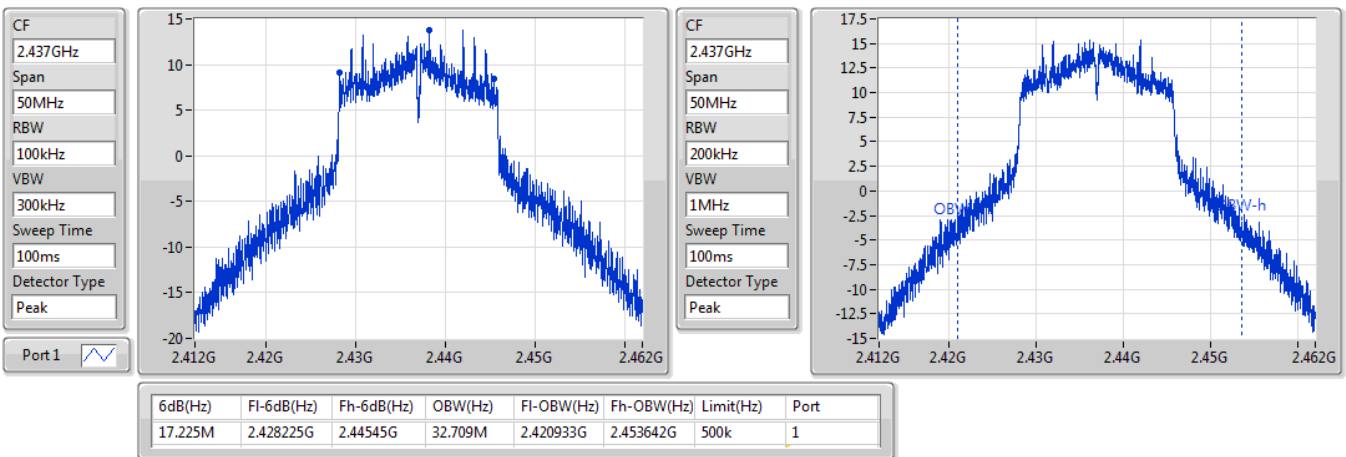 CF
2.437GHz
Span
50MHz
RBW
100kHz
VBW
300kHz
Sweep Time
100ms
Detector Type
Peak
Port 1
15
10
5
0
-5
-10
-15
-20
2.412G 2.42G 2.43G 2.44G 2.45G 2.462G
CF
2.437GHz
Span
50MHz
RBW
200kHz
VBW
1MHz
Sweep Time
100ms
Detector Type
Peak
17.5
15
12.5
10
7.5
5
2.5
0
-2.5
-5
-7.5
-10
-12.5
-15
2.412G 2.42G 2.43G 2.44G 2.45G 2.462G
6dB(Hz) Fl-6dB(Hz) Fh-6dB(Hz) OBW(Hz) Fl-OBW(Hz) Fh-OBW(Hz) Limit(Hz) Port
17.225M 2.428225G 2.44545G 32.709M 2.420933G 2.453642G 500k 1